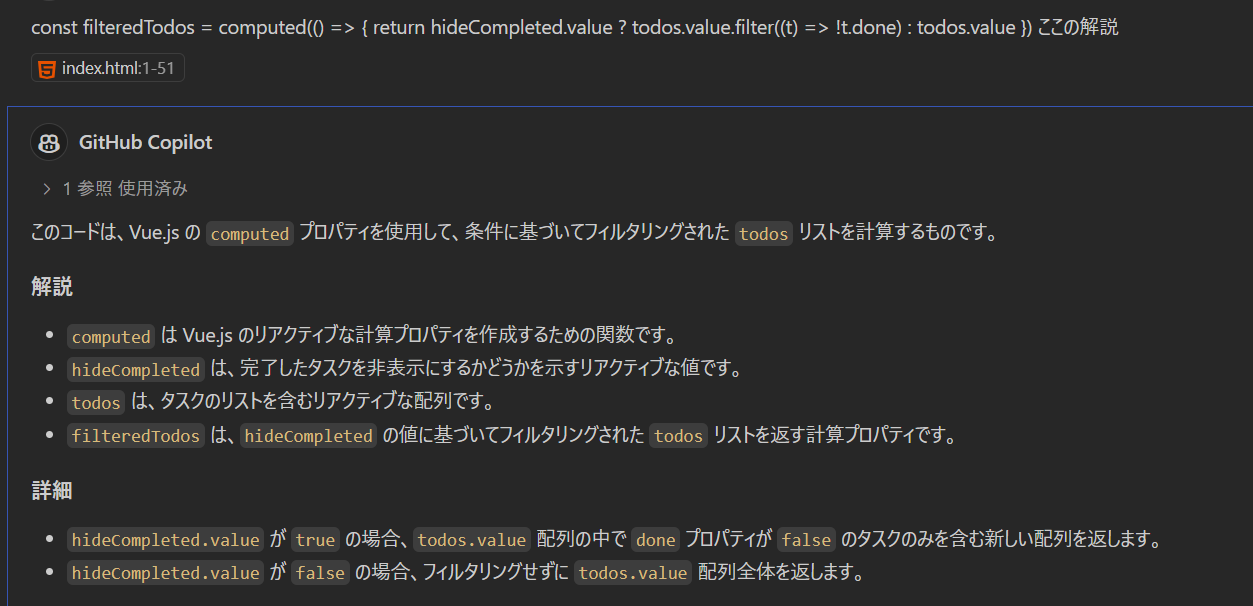 const filteredTodos = computed(() => { return hideCompleted.value ? todos.value.filter((t) => !t.done) : todos.value }) ここの解説
index.html:1-51
GitHub Copilot
1 参照 使用済み
このコードは、Vue.js の computed プロパティを使用して、条件に基づいてフィルタリングされた todos リストを計算するものです。
解説
computed は Vue.js のリアクティブな計算プロパティを作成するための関数です。
hideCompleted は、完了したタスクを非表示にするかどうかを示すリアクティブな値です。
todos は、タスクのリストを含むリアクティブな配列です。
filteredTodos は、hideCompleted の値に基づいてフィルタリングされた todos リストを返す計算プロパティです。
詳細
hideCompleted.value が true の場合、todos.value 配列の中で done プロパティが false のタスクのみを含む新しい配列を返します。
hideCompleted.value が false の場合、フィルタリングせずに todos.value 配列全体を返します。